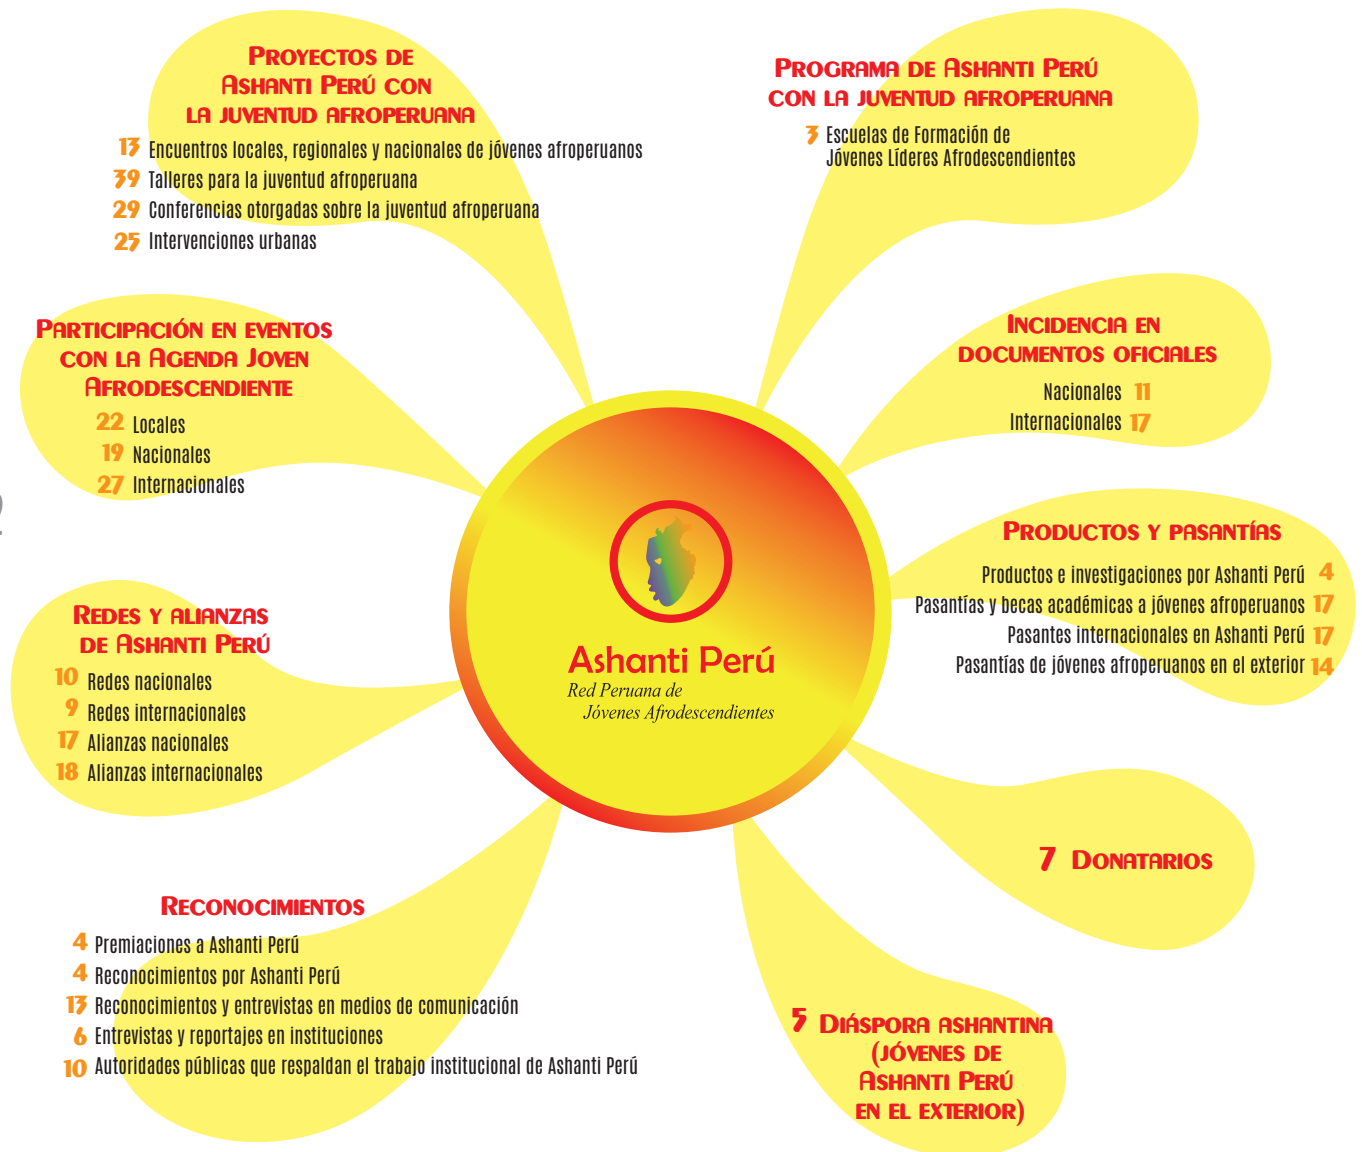 PROYECTOS DE
ASHANTI PERÚ CON
LA JUVENTUD AFROPERUANA
13 Encuentros locales, regionales y nacionales de jóvenes afroperuanos
39 Talleres para la juventud afroperuana
29 Conferencias otorgadas sobre la juventud afroperuana
25 Intervenciones urbanas
PROGRAMA DE ASHANTI PERÚ
CON LA JUVENTUD AFROPERUANA
3 Escuelas de Formación de
Jóvenes Líderes Afrodescendientes
PARTICIPACIÓN EN EVENTOS
CON LA AGENDA JOVEN
AFRODESCENDIENTE
22 Locales
19 Nacionales
27 Internacionales
INCIDENCIA EN
DOCUMENTOS OFICIALES
Nacionales 11
Internacionales 17
PRODUCTOS Y PASANTÍAS
Productos e investigaciones por Ashanti Perú 4
Pasantías y becas académicas a jóvenes afroperuanos 17
Pasantes internacionales en Ashanti Perú 17
Pasantías de jóvenes afroperuanos en el exterior 14
Ashanti Perú
Red Peruana de
Jóvenes Afrodescendientes
REDES Y ALIANZAS
DE ASHANTI PERÚ
10 Redes nacionales
9 Redes internacionales
17 Alianzas nacionales
18 Alianzas internacionales
7 DONATARIOS
RECONOCIMIENTOS
4 Premiaciones a Ashanti Perú
4 Reconocimientos por Ashanti Perú
13 Reconocimientos y entrevistas en medios de comunicación
6 Entrevistas y reportajes en instituciones
10 Autoridades públicas que respaldan el trabajo institucional de Ashanti Perú
5 DIÁSPORA ASHANTINA
(JÓVENES DE
ASHANTI PERÚ
EN EL EXTERIOR)